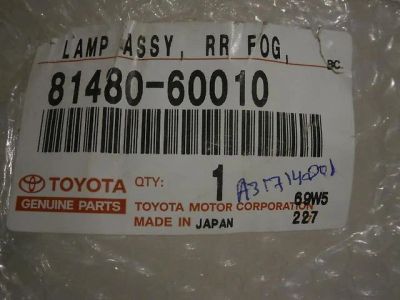 LAMP ASSY, RR FOG,
BC
81480-60010
TOYOTA
GENUINE PARTS
QTY: 1
TOYOTA MOTOR CORPORATION
69W5
MADE IN JAPAN
227